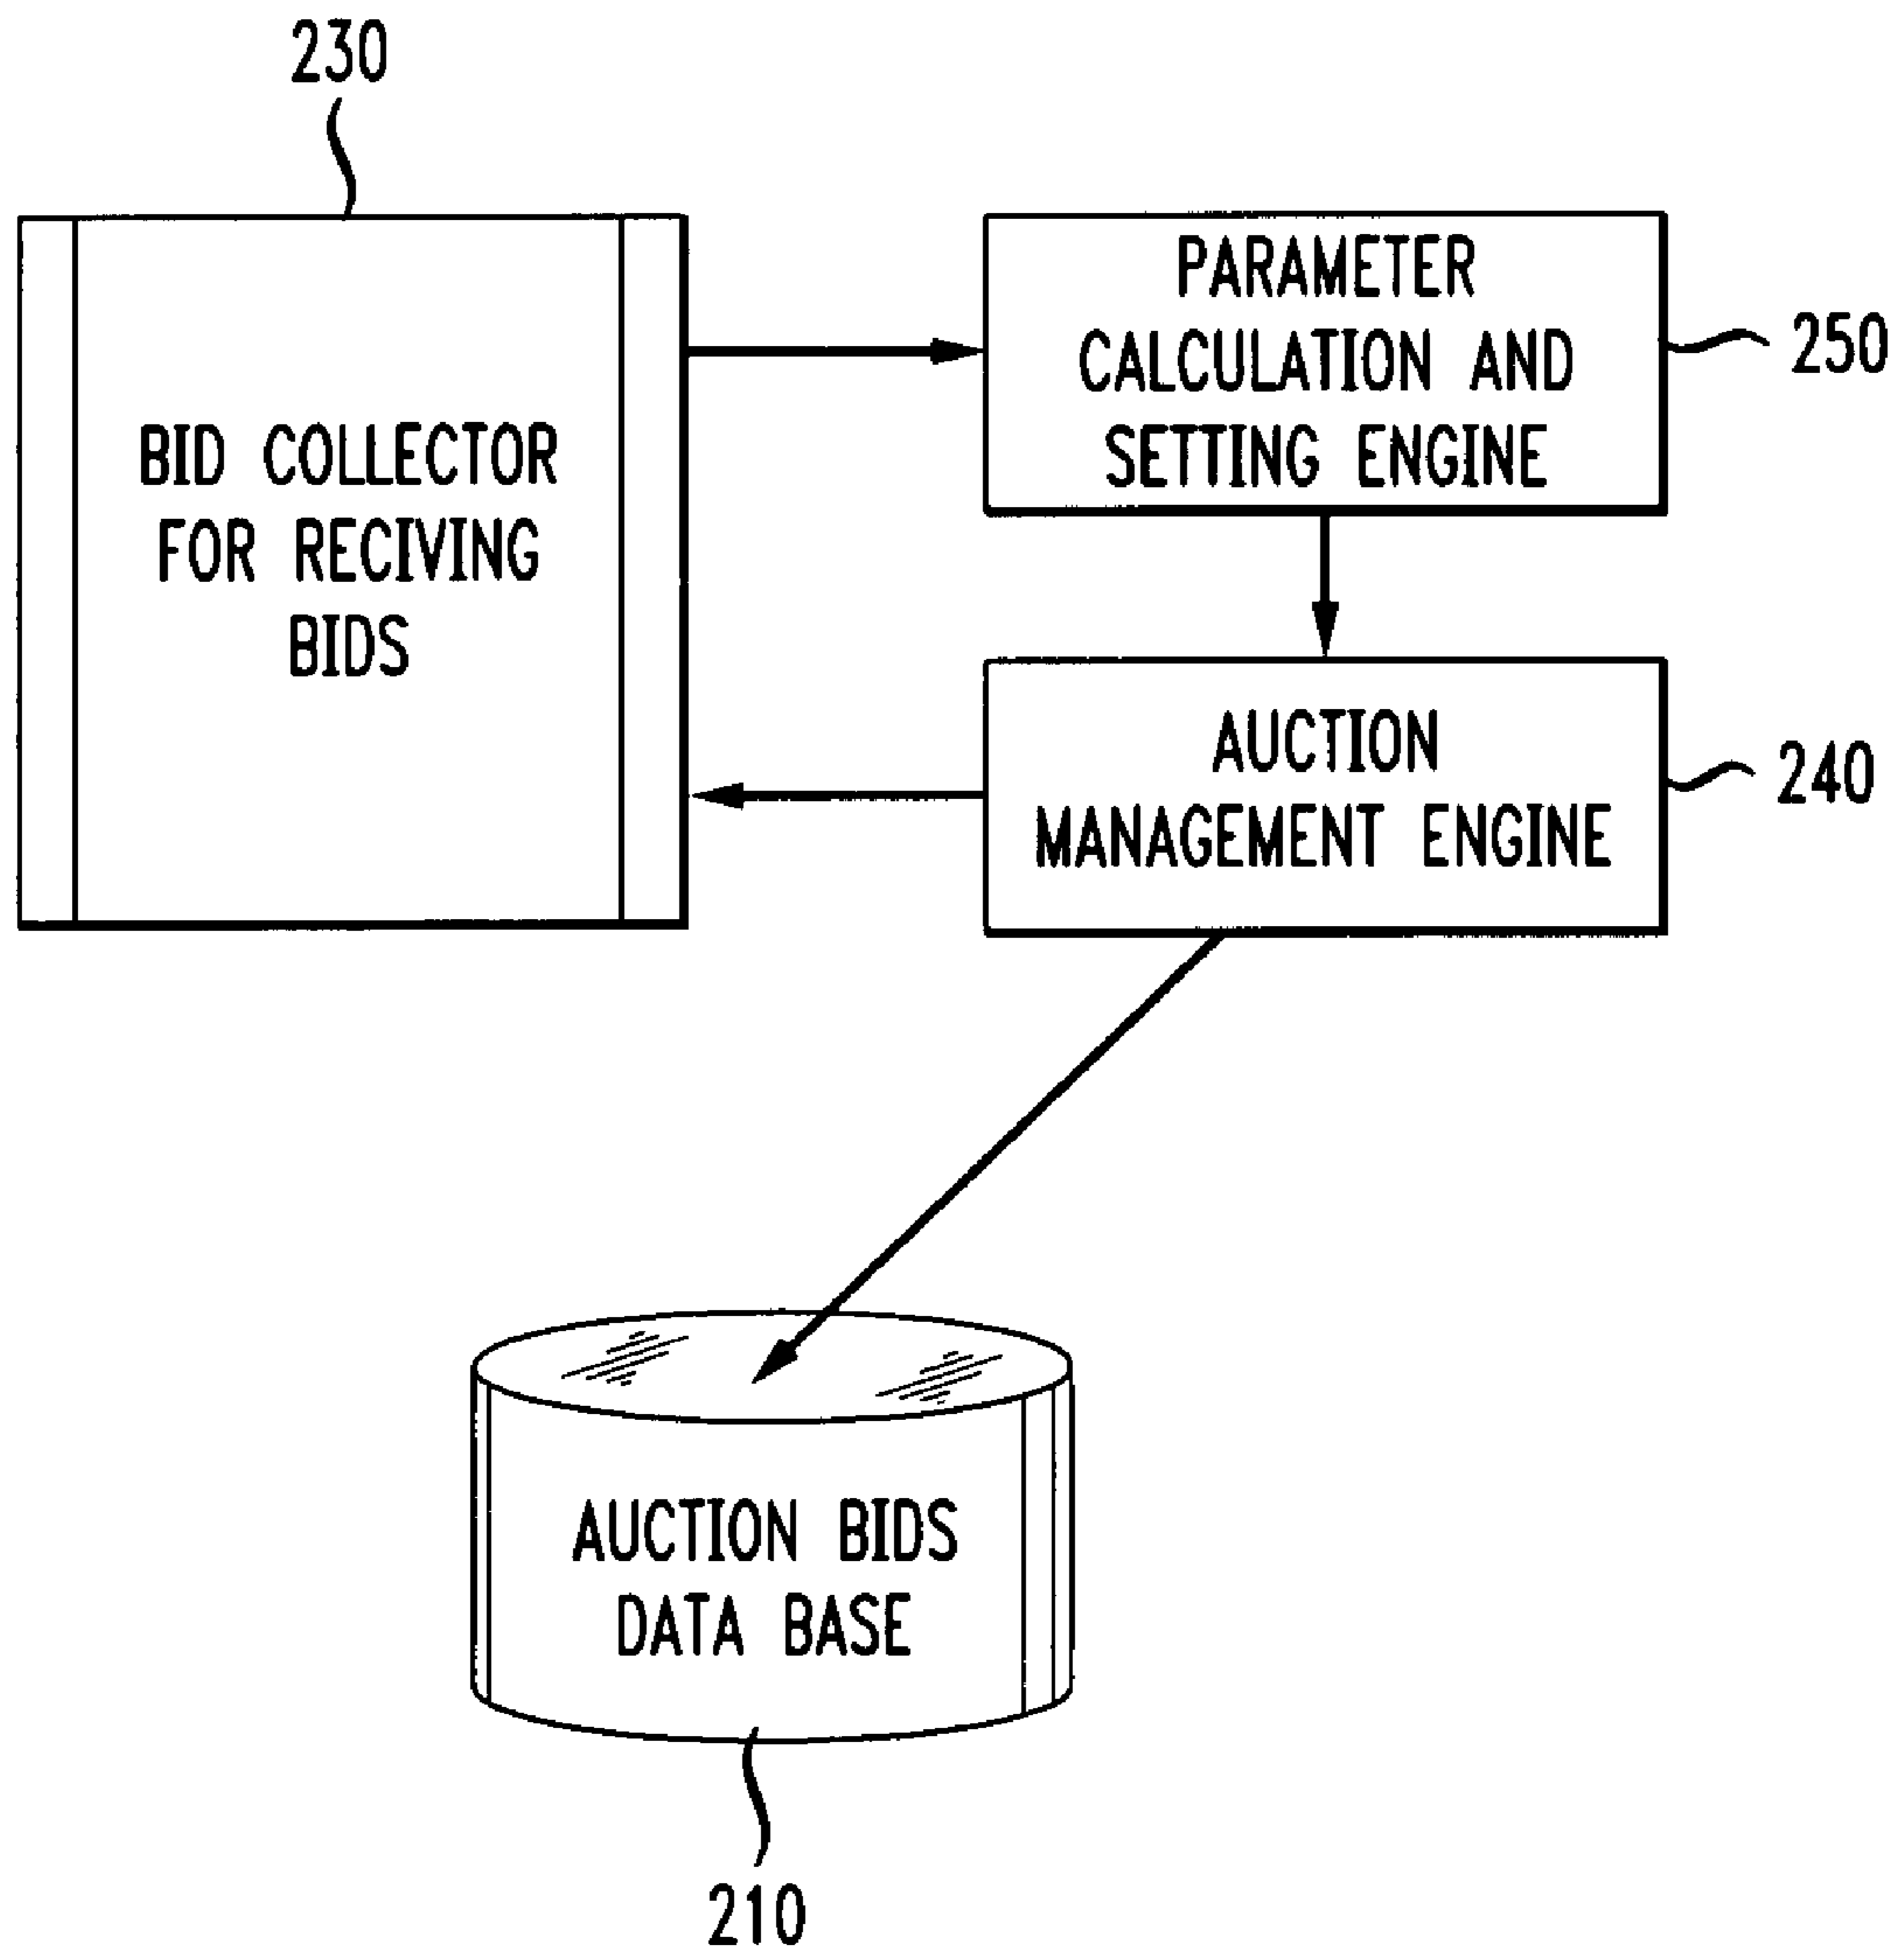 230
BID COLLECTOR
FOR RECIVING
BIDS
PARAMETER
CALCULATION AND
SETTING ENGINE
250
AUCTION
MANAGEMENT ENGINE
240
AUCTION BIDS
DATA BASE
210